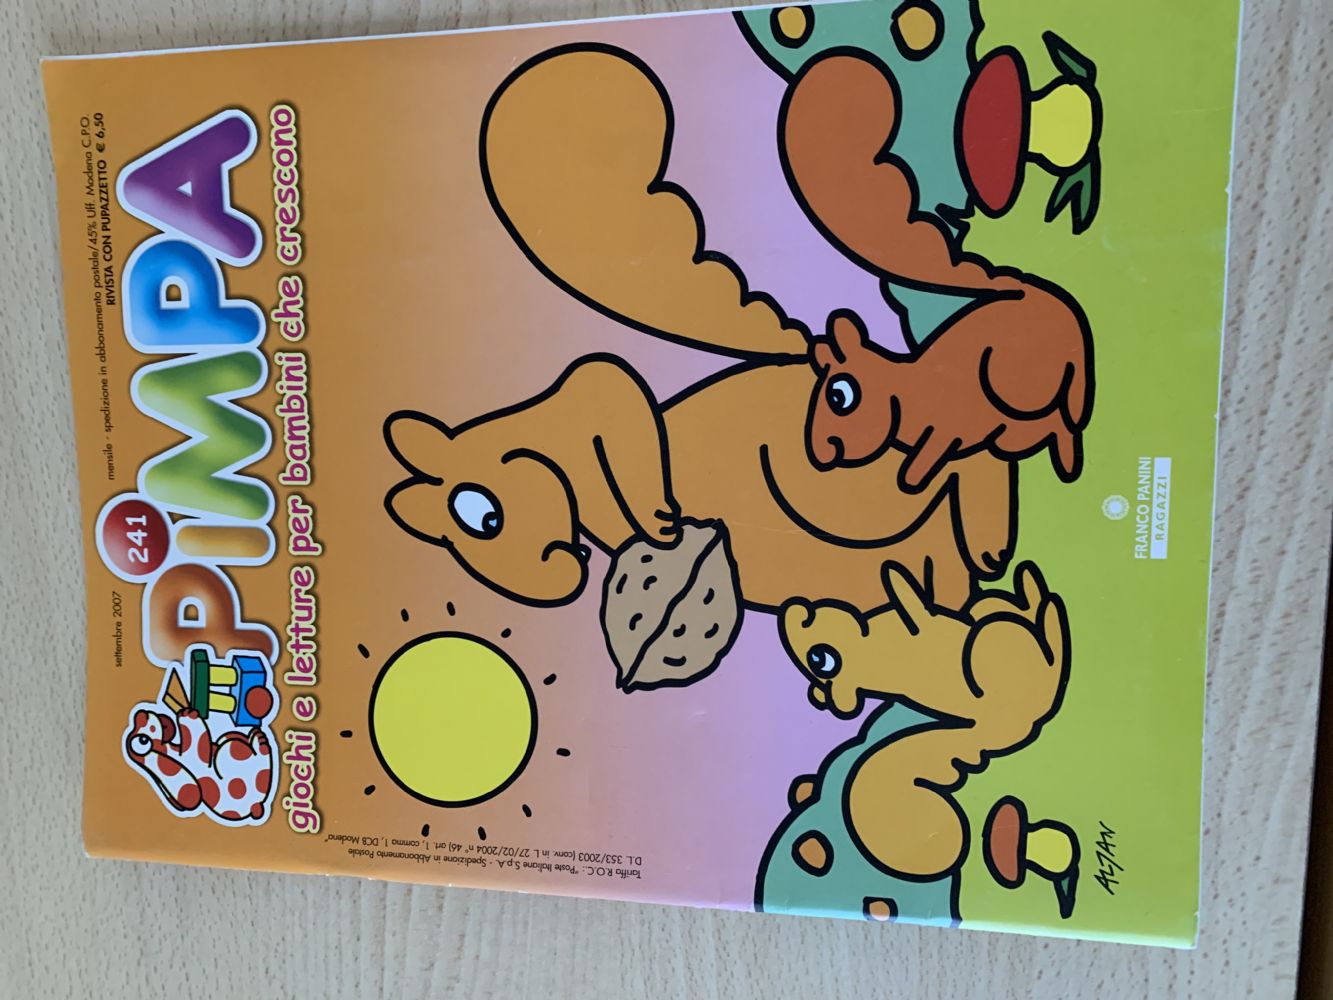 settembre 2007
mensile - spedizione in abbonamento postale/45% Uff. Modena C.P.O.
RIVISTA CON PUPAZZETTO € 6,50
241
PIMPA
giochi e letture per bambini che crescono
Tariffa R.O.C.: "Poste Italiane S.p.A. - Spedizione in Abbonamento Postale
D.L. 353/2003 (conv. in L. 27/02/2004 n° 46) art. 1, comma 1, DCB Modena"
ALTAN
FRANCO PANINI
RAGAZZI